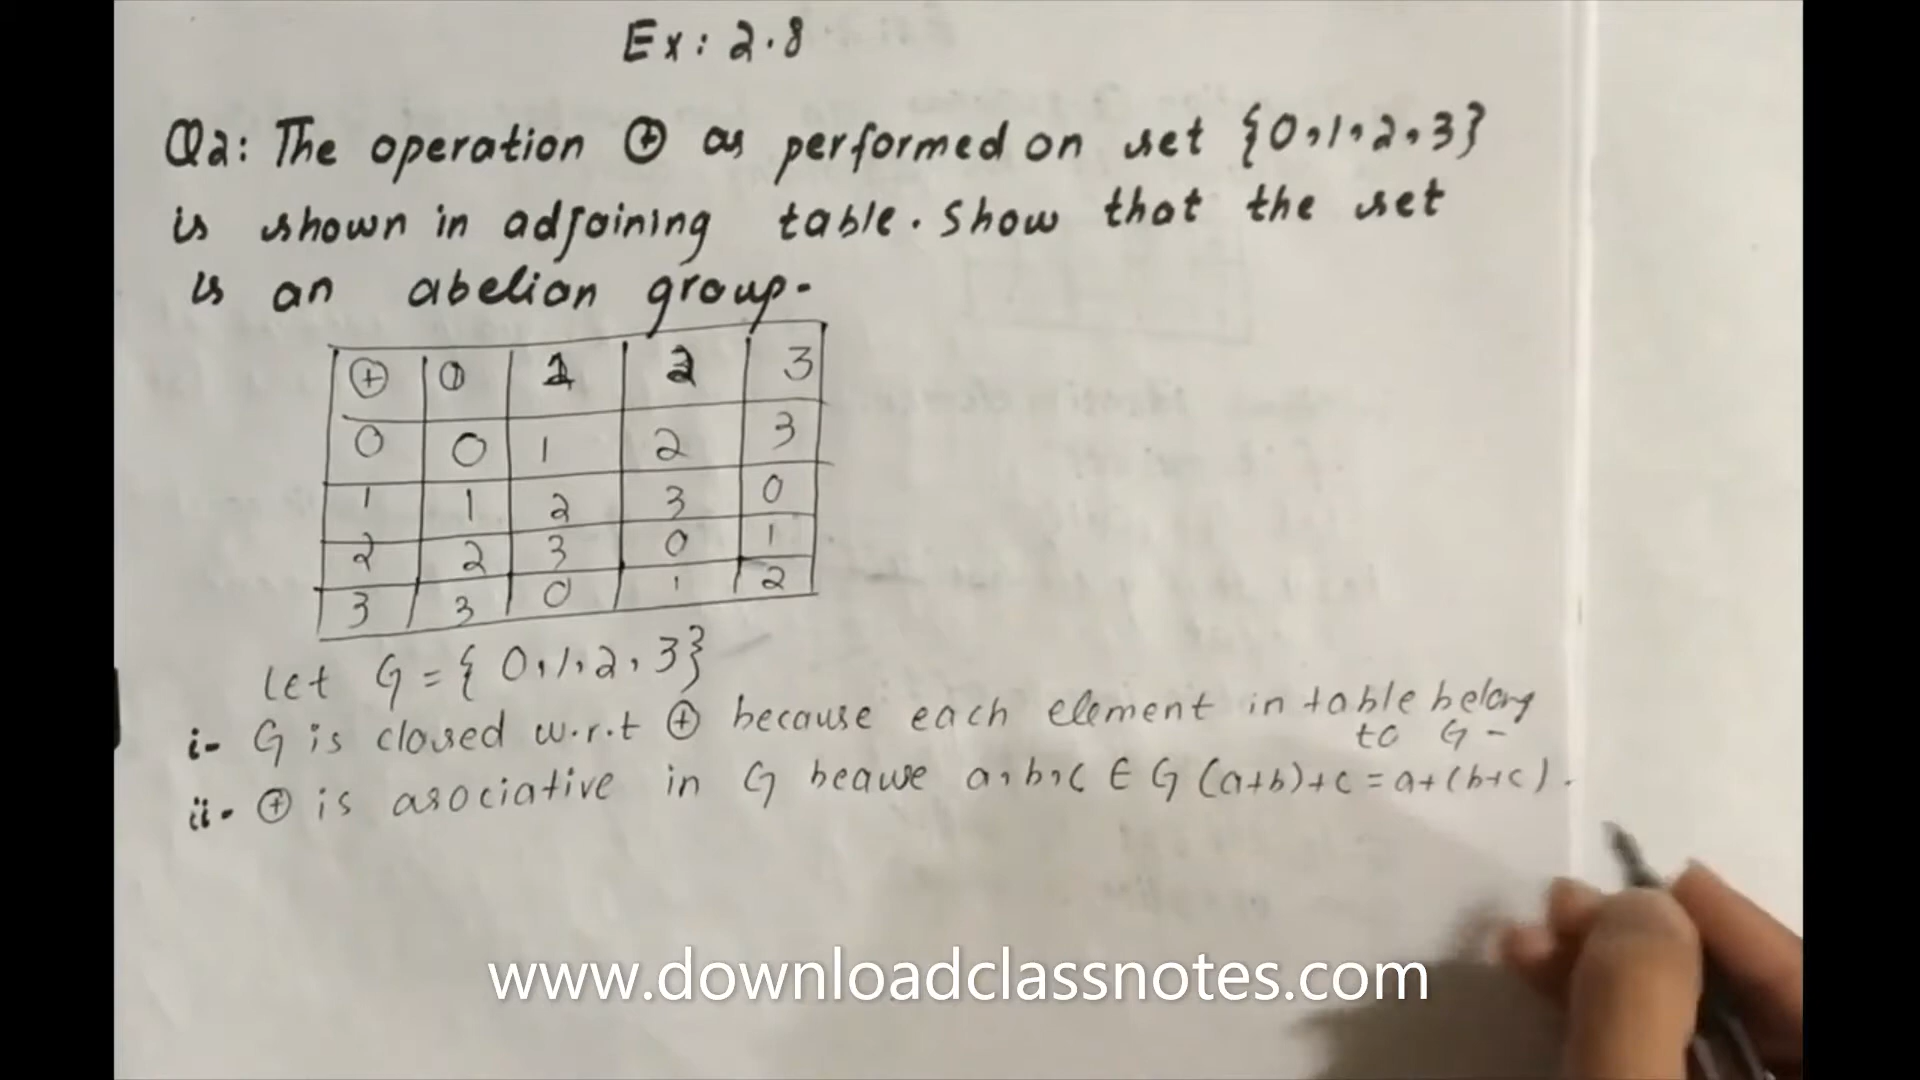 Ex: 2.8
Q2: The operation ⊕ as performed on set {0,1,2,3}
is shown in adjoining table. Show that the set
is an abelian group.
⊕ 0 1 2 3
0 0 1 2 3
1 1 2 3 0
2 2 3 0 1
3 3 0 1 2
Let G = { 0,1,2,3}
i- G is closed w.r.t ⊕ because each element in table belong
to G -
ii- ⊕ is asociative in G beause a,b,c ∈ G (a+b)+c = a+(b+c).
www.downloadclassnotes.com